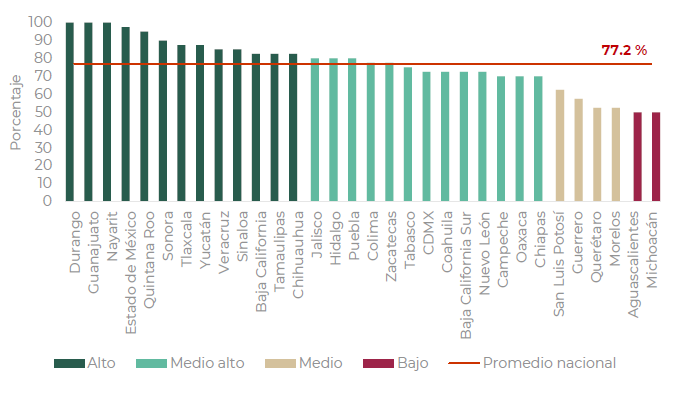 100
90
80
70
60
50
40
30
20
10
0
Porcentaje
77.2 %
Durango
Guanajuato
Nayarit
Estado de México
Quintana Roo
Sonora
Tlaxcala
Yucatán
Veracruz
Sinaloa
Baja California
Tamaulipas
Chihuauhua
Jalisco
Hidalgo
Puebla
Colima
Zacatecas
Tabasco
CDMX
Coahuila
Baja California Sur
Nuevo León
Campeche
Oaxaca
Chiapas
San Luis Potosí
Guerrero
Querétaro
Morelos
Aguascalientes
Michoacán
Alto
Medio alto
Medio
Bajo
Promedio nacional